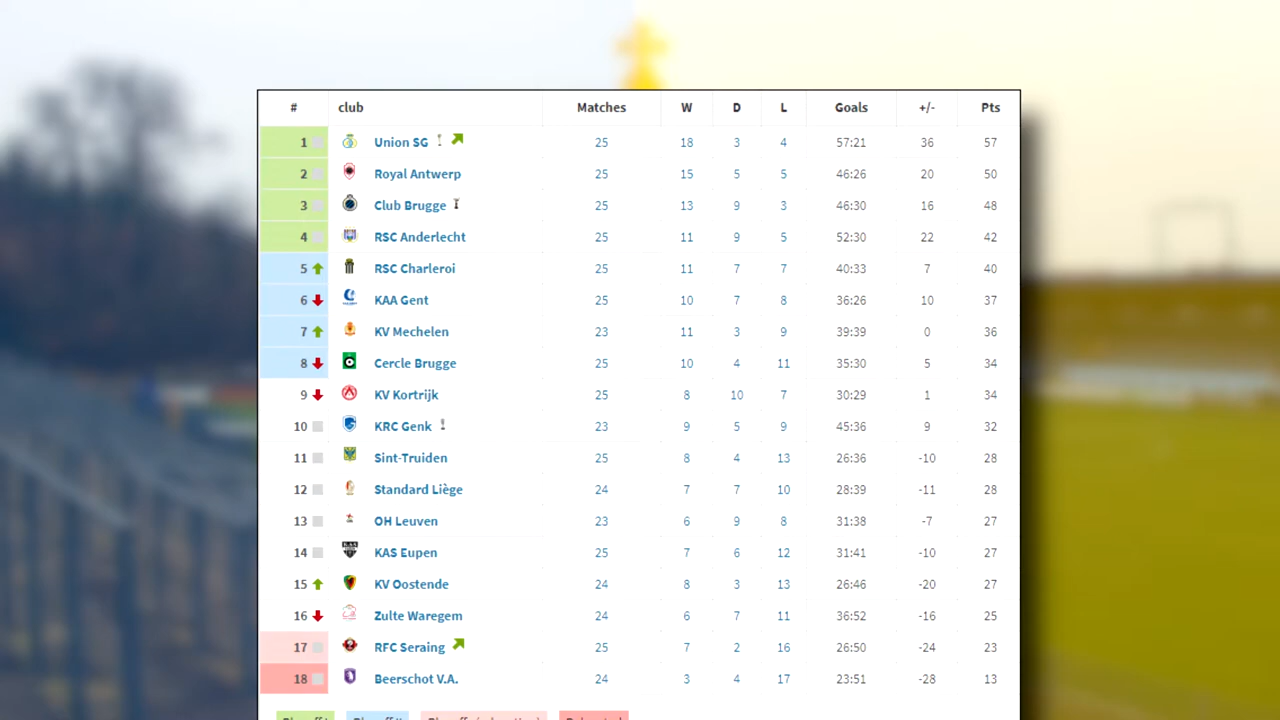 # club Matches W D L Goals +/- Pts
1 Union SG 25 18 3 4 57:21 36 57
2 Royal Antwerp 25 15 5 5 46:26 20 50
3 Club Brugge 25 13 9 3 46:30 16 48
4 RSC Anderlecht 25 11 9 5 52:30 22 42
5 RSC Charleroi 25 11 7 7 40:33 7 40
6 KAA Gent 25 10 7 8 36:26 10 37
7 KV Mechelen 23 11 3 9 39:39 0 36
8 Cercle Brugge 25 10 4 11 35:30 5 34
9 KV Kortrijk 25 8 10 7 30:29 1 34
10 KRC Genk 23 9 5 9 45:36 9 32
11 Sint-Truiden 25 8 4 13 26:36 -10 28
12 Standard Liège 24 7 7 10 28:39 -11 28
13 OH Leuven 23 6 9 8 31:38 -7 27
14 KAS Eupen 25 7 6 12 31:41 -10 27
15 KV Oostende 24 8 3 13 26:46 -20 27
16 Zulte Waregem 24 6 7 11 36:52 -16 25
17 RFC Seraing 25 7 2 16 26:50 -24 23
18 Beerschot V.A. 24 3 4 17 23:51 -28 13